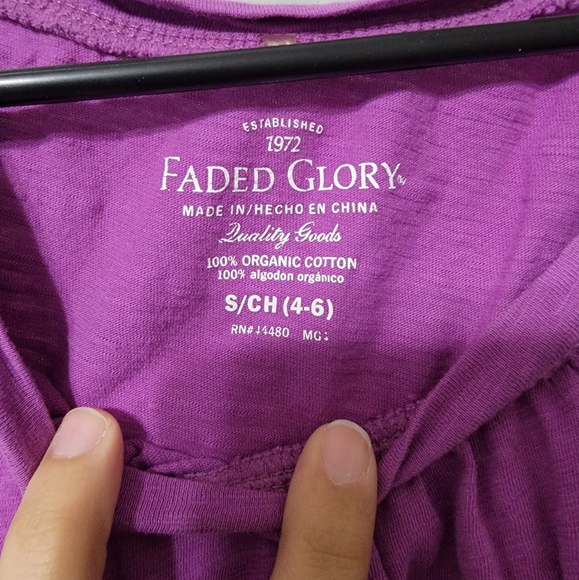 ESTABLISHED
1972
FADED GLORY
MADE IN/HECHO EN CHINA
Quality Goods
100% ORGANIC COTTON
100% algodon orgánico
S/CH (4-6)
RN# 14480